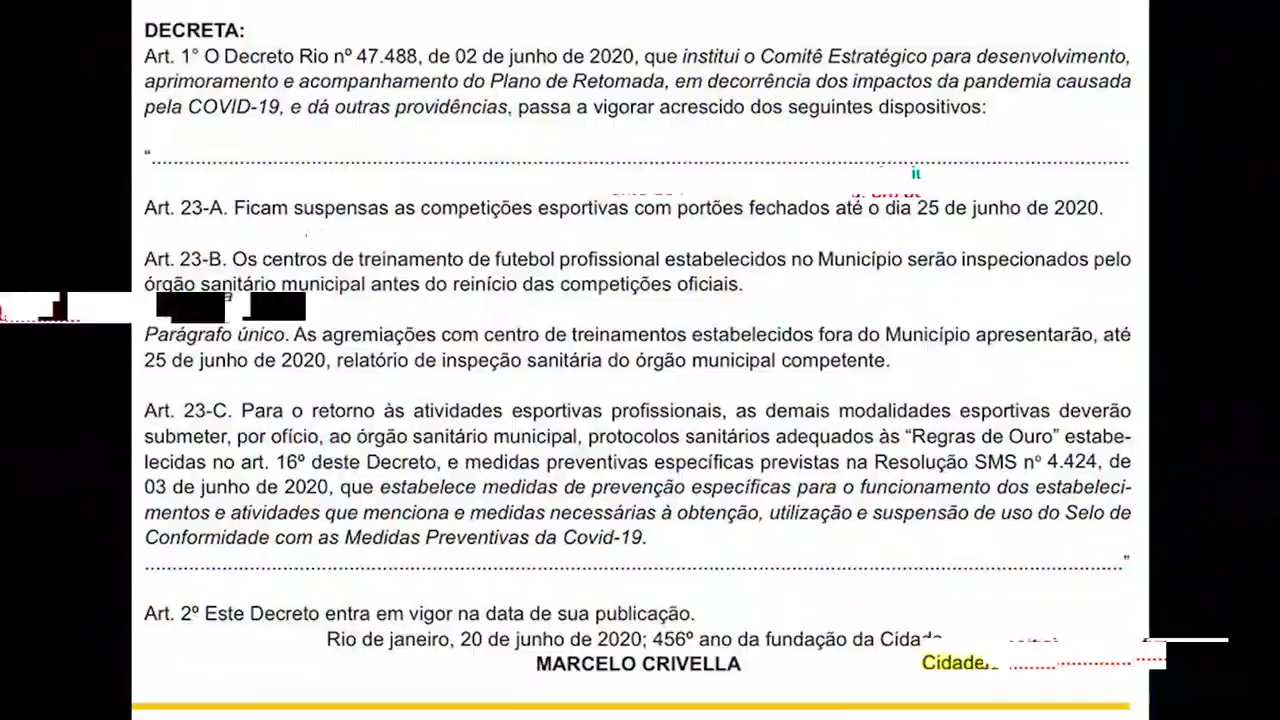 DECRETA:
Art. 1° O Decreto Rio nº 47.488, de 02 de junho de 2020, que institui o Comitê Estratégico para desenvolvimento,
aprimoramento e acompanhamento do Plano de Retomada, em decorrência dos impactos da pandemia causada
pela COVID-19, e dá outras providências, passa a vigorar acrescido dos seguintes dispositivos:
“..............................................................................................................................
Art. 23-A. Ficam suspensas as competições esportivas com portões fechados até o dia 25 de junho de 2020.
Art. 23-B. Os centros de treinamento de futebol profissional estabelecidos no Município serão inspecionados pelo
órgão sanitário municipal antes do reinício das competições oficiais.
Parágrafo único. As agremiações com centro de treinamentos estabelecidos fora do Município apresentarão, até
25 de junho de 2020, relatório de inspeção sanitária do órgão municipal competente.
Art. 23-C. Para o retorno às atividades esportivas profissionais, as demais modalidades esportivas deverão
submeter, por ofício, ao órgão sanitário municipal, protocolos sanitários adequados às “Regras de Ouro” estabe-
lecidas no art. 16º deste Decreto, e medidas preventivas específicas previstas na Resolução SMS nº 4.424, de
03 de junho de 2020, que estabelece medidas de prevenção específicas para o funcionamento dos estabeleci-
mentos e atividades que menciona e medidas necessárias à obtenção, utilização e suspensão de uso do Selo de
Conformidade com as Medidas Preventivas da Covid-19.
..............................................................................................................................”
Art. 2º Este Decreto entra em vigor na data de sua publicação.
Rio de janeiro, 20 de junho de 2020; 456º ano da fundação da Cidade
MARCELO CRIVELLA
Cidade